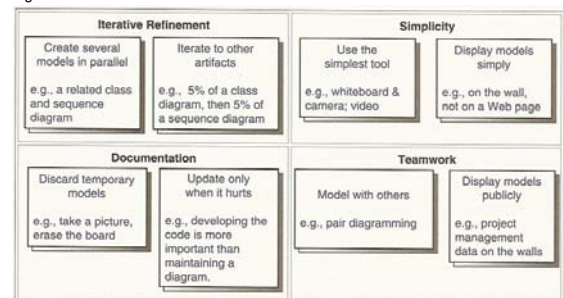 Iterative Refinement
Create several
models in parallel
e.g., a related class
and sequence
diagram
Iterate to other
artifacts
e.g., 5% of a class
diagram, then 5% of
a sequence diagram
Simplicity
Use the
simplest tool
e.g., whiteboard &
camera; video
Display models
simply
e.g., on the wall,
not on a Web page
Documentation
Discard temporary
models
e.g., take a picture,
erase the board
Update only
when it hurts
e.g., developing the
code is more
important than
maintaining a
diagram.
Teamwork
Model with others
e.g., pair diagramming
Display models
publicly
e.g., project
management
data on the walls